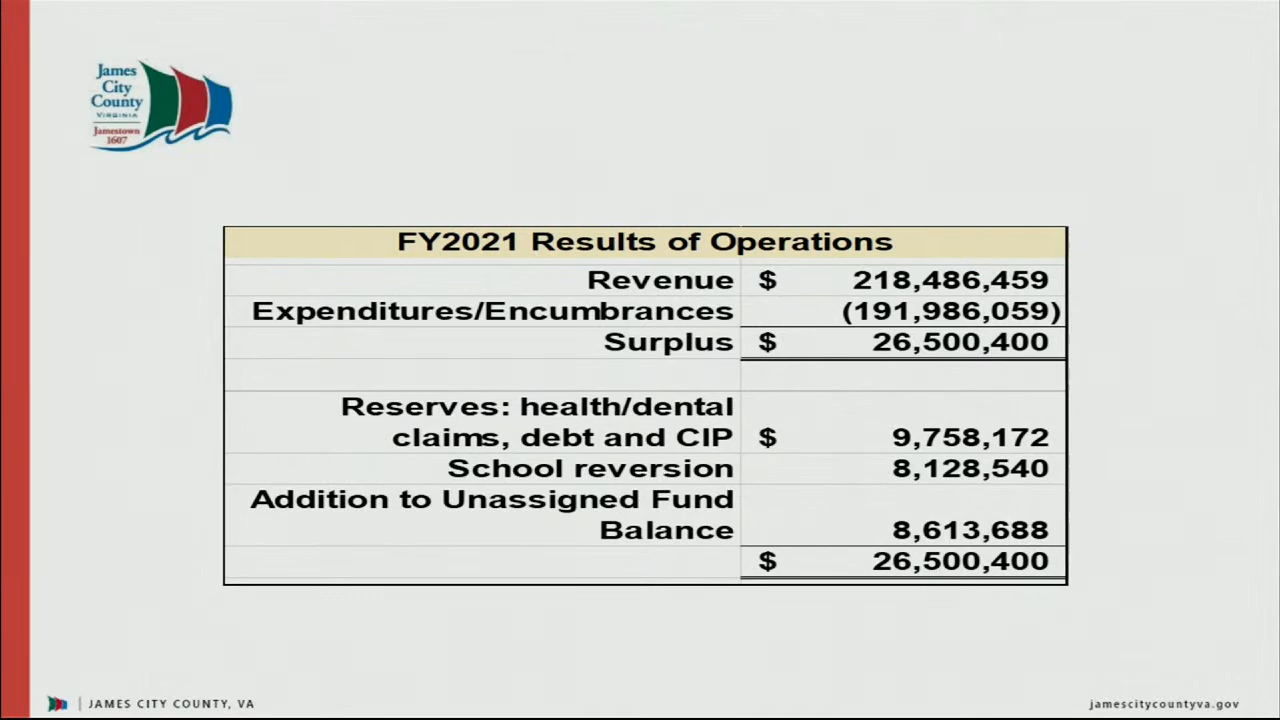 James
City
County
VIRGINIA
Jamestown
1607
FY2021 Results of Operations
Revenue $ 218,486,459
Expenditures/Encumbrances (191,986,059)
Surplus $ 26,500,400
Reserves: health/dental
claims, debt and CIP $ 9,758,172
School reversion 8,128,540
Addition to Unassigned Fund
Balance 8,613,688
$ 26,500,400
JAMES CITY COUNTY, VA
jamescitycountyva.gov